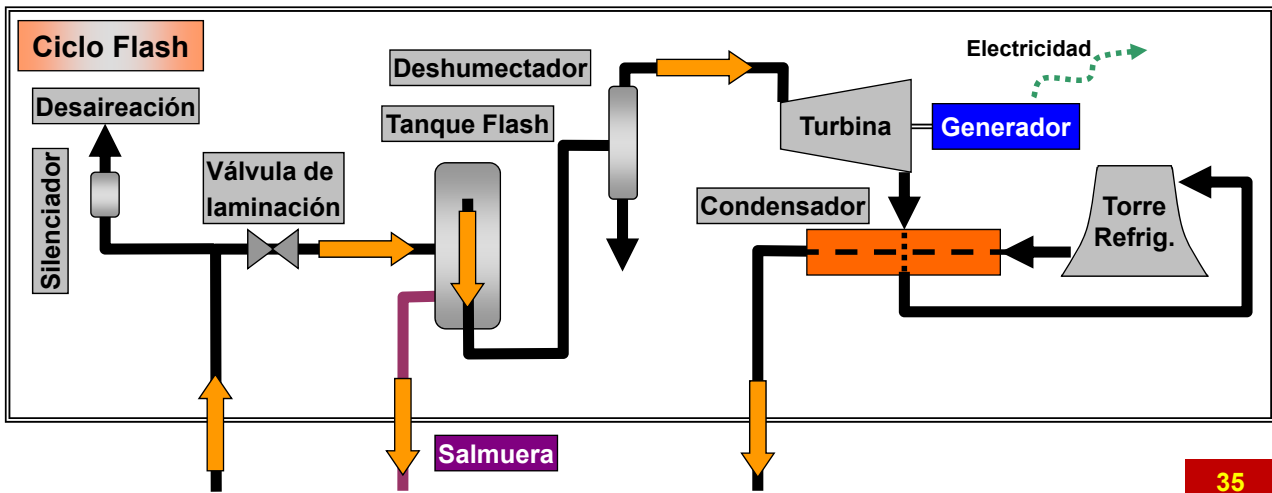 Ciclo Flash
Desaireación
Silenciador
Válvula de
laminación
Deshumectador
Tanque Flash
Turbina
Generador
Electricidad
Condensador
Torre
Refrig.
Salmuera
35